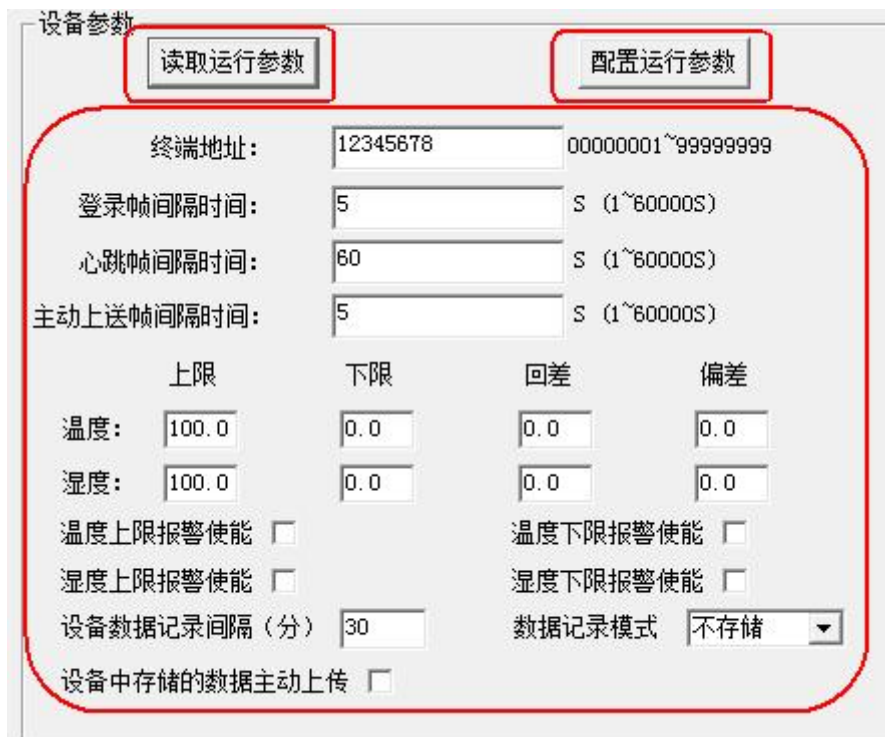 设备参数
读取运行参数 配置运行参数
终端地址： 12345678 00000001~99999999
登录帧间隔时间： 5 S (1~60000S)
心跳帧间隔时间： 60 S (1~60000S)
主动上送帧间隔时间： 5 S (1~60000S)
上限 下限 回差 偏差
温度： 100.0 0.0 0.0 0.0
湿度： 100.0 0.0 0.0 0.0
温度上限报警使能 温度下限报警使能
湿度上限报警使能 湿度下限报警使能
设备数据记录间隔（分） 30 数据记录模式 不存储
设备中存储的数据主动上传